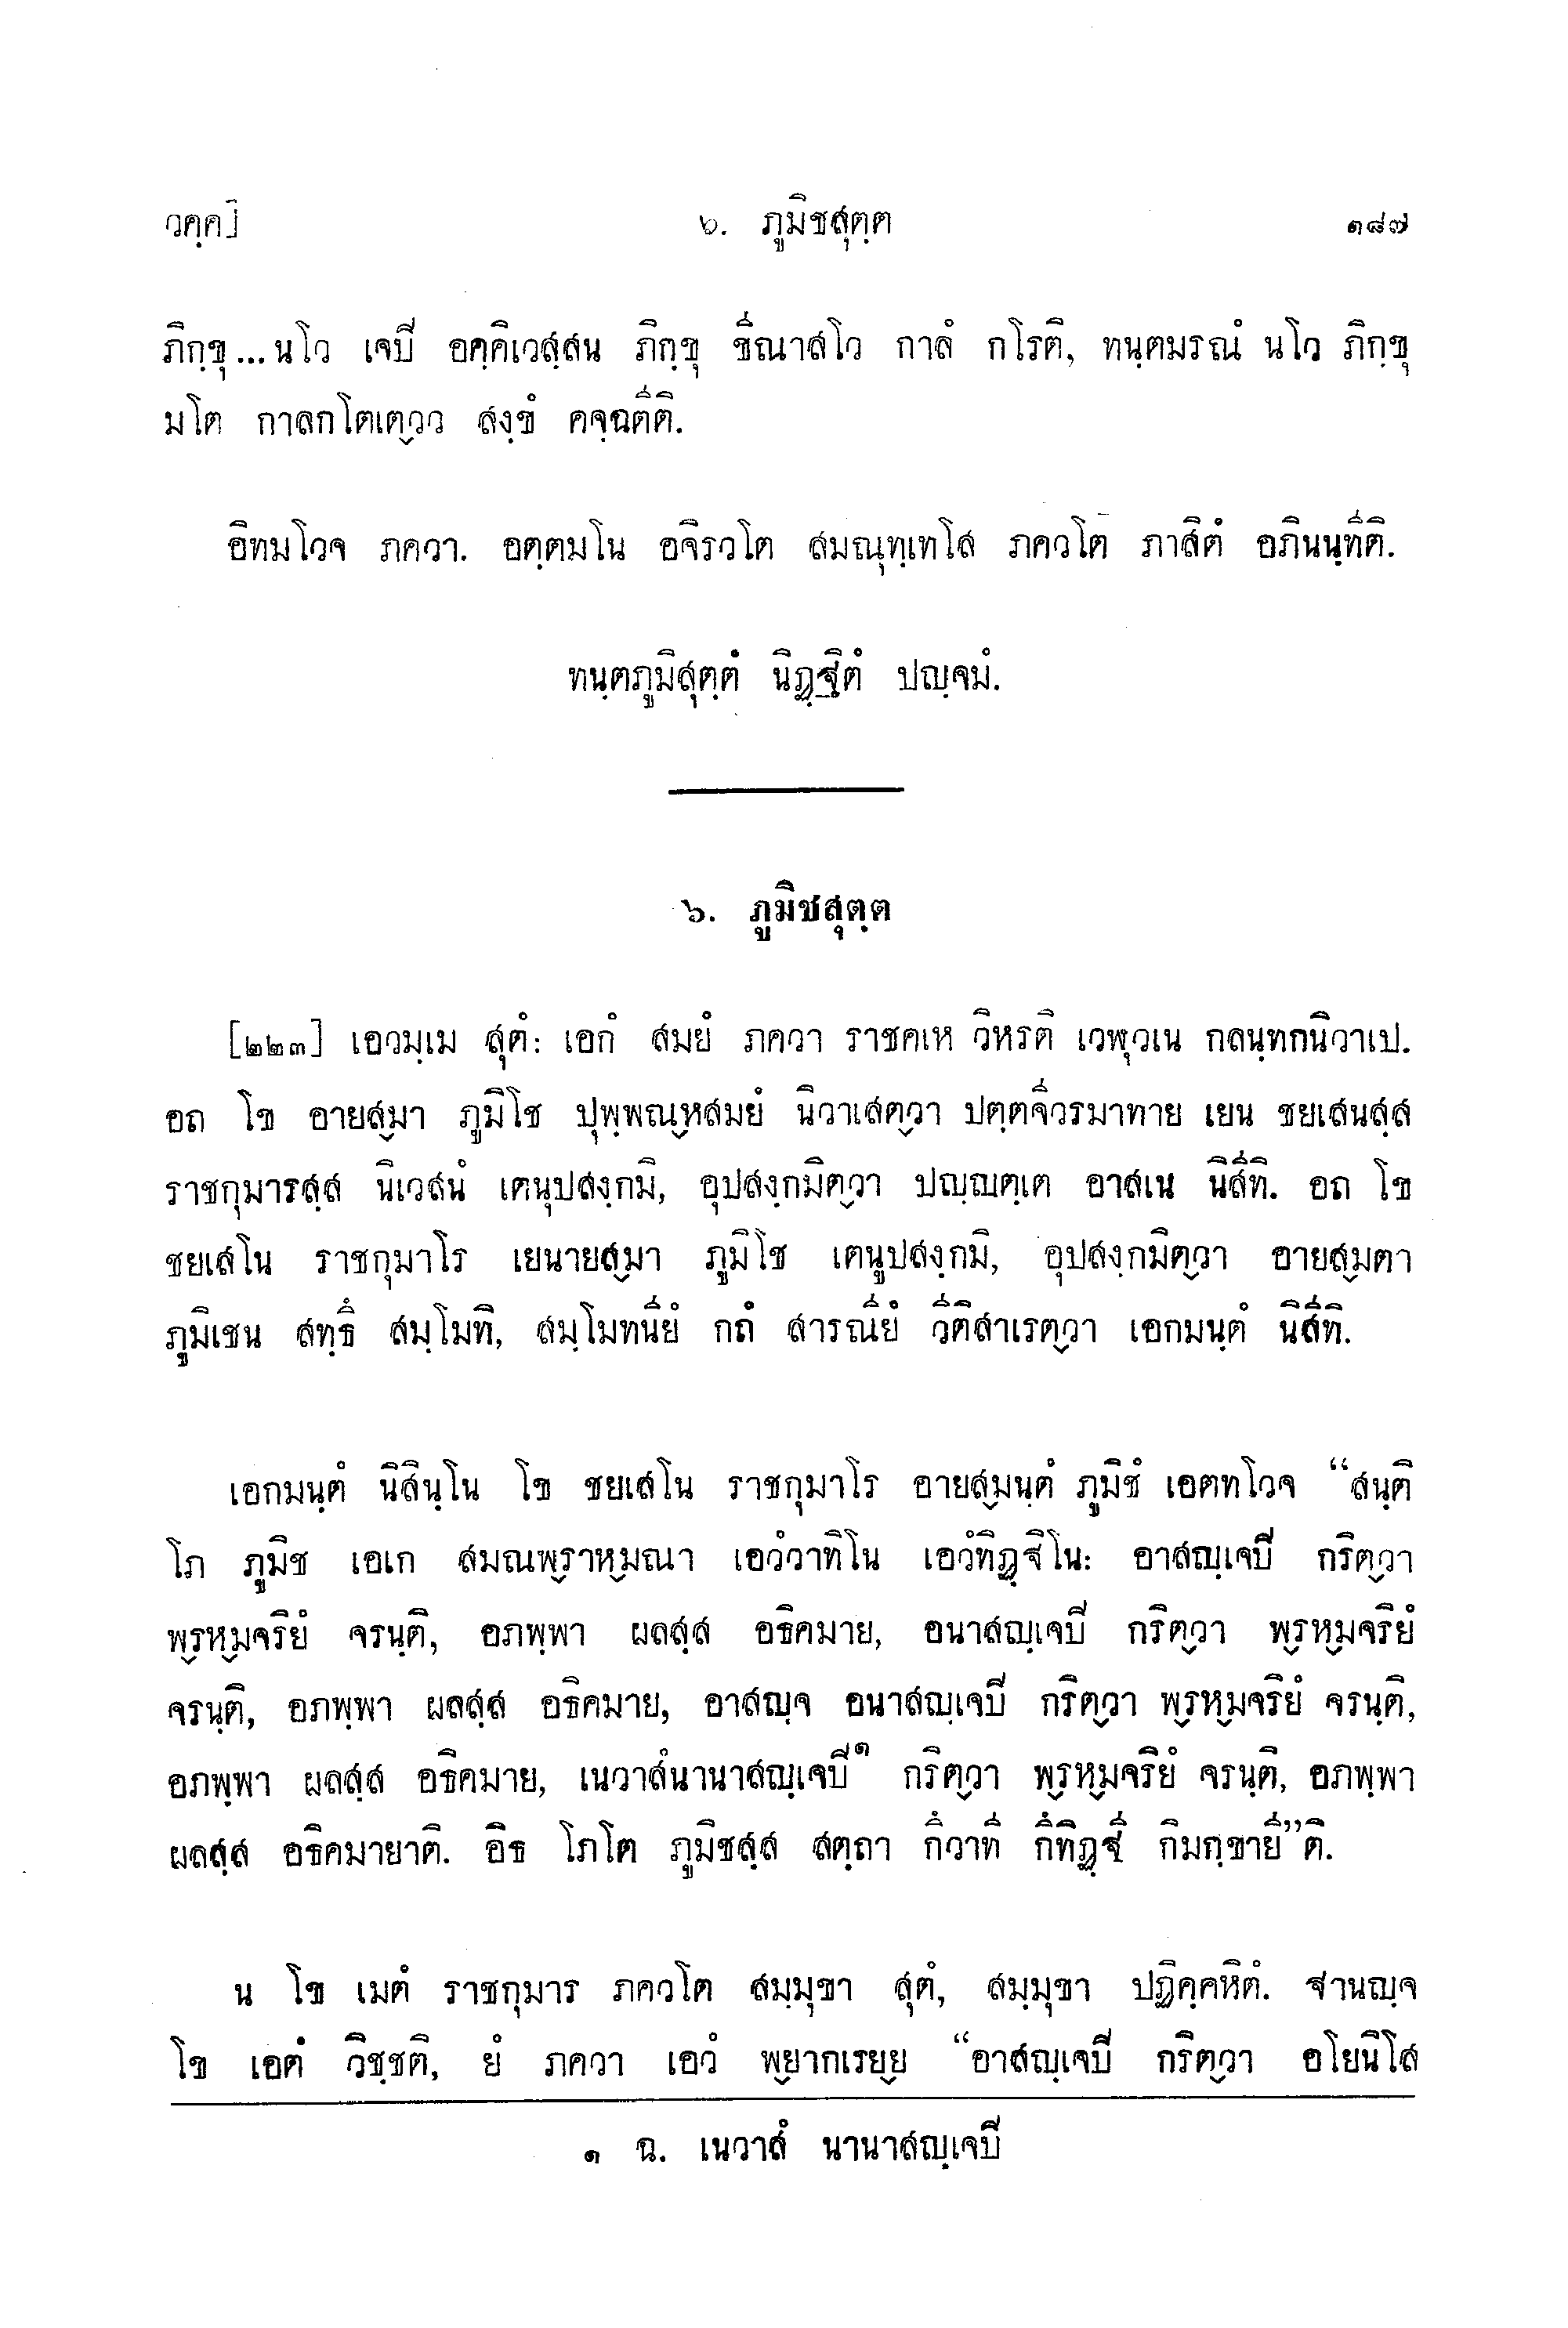 วคฺค]	๖. ภูมิชสุตฺต	๑๘๗
ภิกฺขุ...นโว เจปิ อคฺคิเวสฺสน ภิกฺขุ ขีณาสโว กาลํ กโรติ, ทนฺตมรณํ นโว ภิกฺขุ
มโต กาลกโตเตฺวว สงฺขํ คจฺฉตีติ.
อิทมโวจ ภควา. อตฺตมโน อจิรวโต สมณุทฺเทโส ภควโต ภาสิตํ อภินนฺทีติ.
ทนฺตภูมิสุตฺตํ นิฏฺฐิตํ ปญฺจมํ.
๖. ภูมิชสุตฺต
[๒๒๓] เอวมฺเม สุตํ: เอกํ สมยํ ภควา ราชคเห วิหรติ เวฬุวเน กลนฺทกนิวาเป.
อถ โข อายสฺมา ภูมิโช ปุพฺพณฺหสมยํ นิวาเสตฺวา ปตฺตจีวรมาทาย เยน ชยเสนสฺส
ราชกุมารสฺส นิเวสนํ เตนุปสงฺกมิ, อุปสงฺกมิตฺวา ปญฺญตฺเต อาสเน นิสีทิ. อถ โข
ชยเสโน ราชกุมาโร เยนายสฺมา ภูมิโช เตนูปสงฺกมิ, อุปสงฺกมิตฺวา อายสฺมตา
ภูมิเชน สทฺธึ สมฺโมทิ, สมฺโมทนียํ กถํ สารณียํ วีติสาเรตฺวา เอกมนฺตํ นิสีทิ.
เอกมนฺตํ นิสินฺโน โข ชยเสโน ราชกุมาโร อายสฺมนฺตํ ภูมิชํ เอตทโวจ “สนฺติ
โภ ภูมิช เอเก สมณพฺราหฺมณา เอวํวาทิโน เอวํทิฏฺฐิโน: อาสญฺเจปิ กริตฺวา
พฺรหฺมจริยํ จรนฺติ, อภพฺพา ผลสฺส อธิคมาย, อนาสญฺเจปิ กริตฺวา พฺรหฺมจริยํ
จรนฺติ, อภพฺพา ผลสฺส อธิคมาย, อาสญฺจ อนาสญฺเจปิ กริตฺวา พฺรหฺมจริยํ จรนฺติ,
อภพฺพา ผลสฺส อธิคมาย, เนวาสํนานาสญฺเจปิ๑ กริตฺวา พฺรหฺมจริยํ จรนฺติ, อภพฺพา
ผลสฺส อธิคมายาติ. อิธ โภโต ภูมิชสฺส สตฺถา กึวาที กึทิฏฺฐี กิมกฺขายี”ติ.
น โข เมตํ ราชกุมาร ภควโต สมฺมุขา สุตํ, สมฺมุขา ปฏิคฺคหิตํ. ฐานญฺจ
โข เอตํ วิชฺชติ, ยํ ภควา เอวํ พฺยากเรยฺย “อาสญฺเจปิ กริตฺวา อโยนิโส
๑ ฉ. เนวาสํ นานาสญฺเจปิ